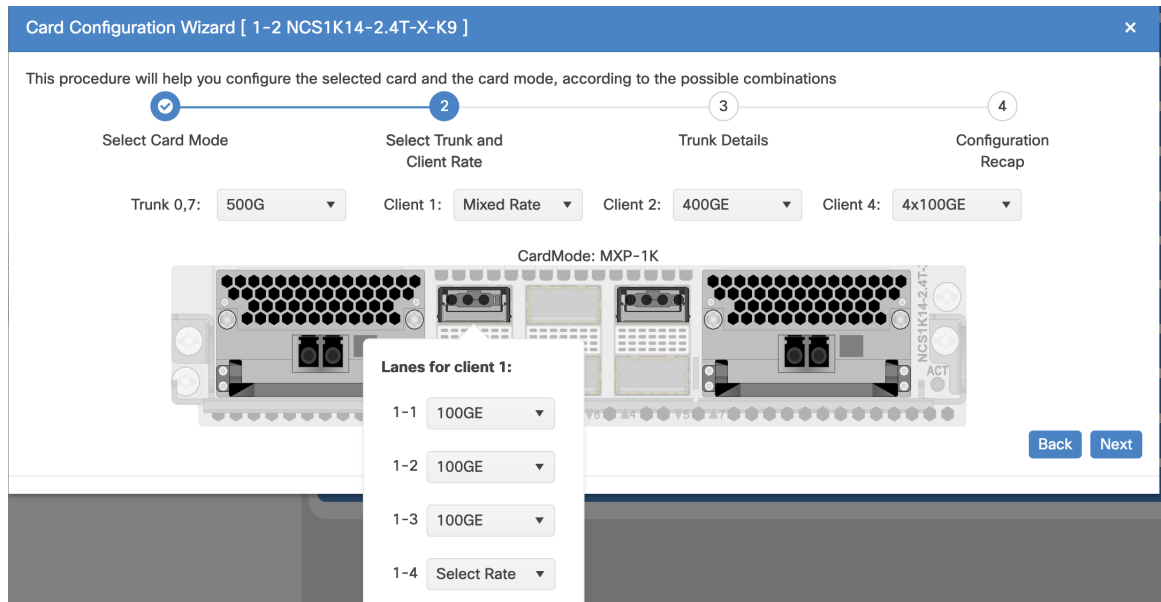 Card Configuration Wizard [ 1-2 NCS1K14-2.4T-X-K9 ]
×
This procedure will help you configure the selected card and the card mode, according to the possible combinations
2
3
4
Select Card Mode
Select Trunk and
Client Rate
Trunk Details
Configuration
Recap
Trunk 0,7: 500G
Client 1: Mixed Rate
Client 2: 400GE
Client 4: 4x100GE
CardMode: MXP-1K
NCS1K14-2.4T-
ACT
6 4 5 7
Lanes for client 1:
1-1 100GE
1-2 100GE
1-3 100GE
1-4 Select Rate
Back Next